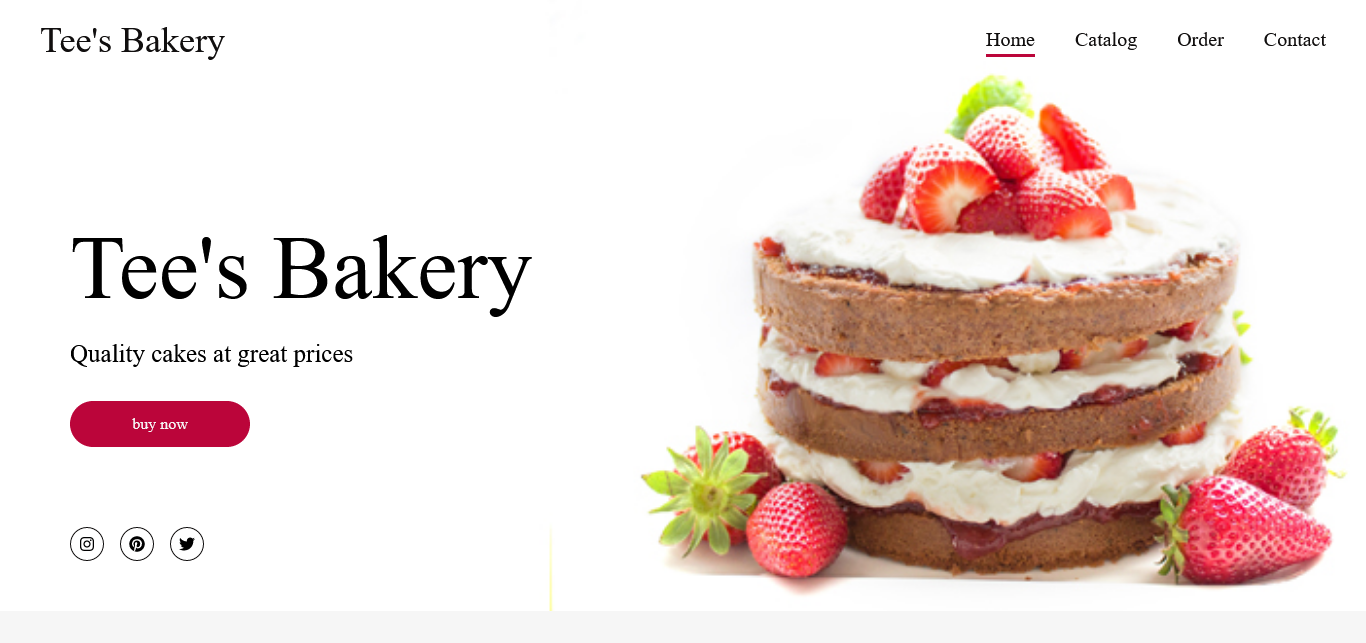 Tee's Bakery
Home Catalog Order Contact
Tee's Bakery
Quality cakes at great prices
buy now